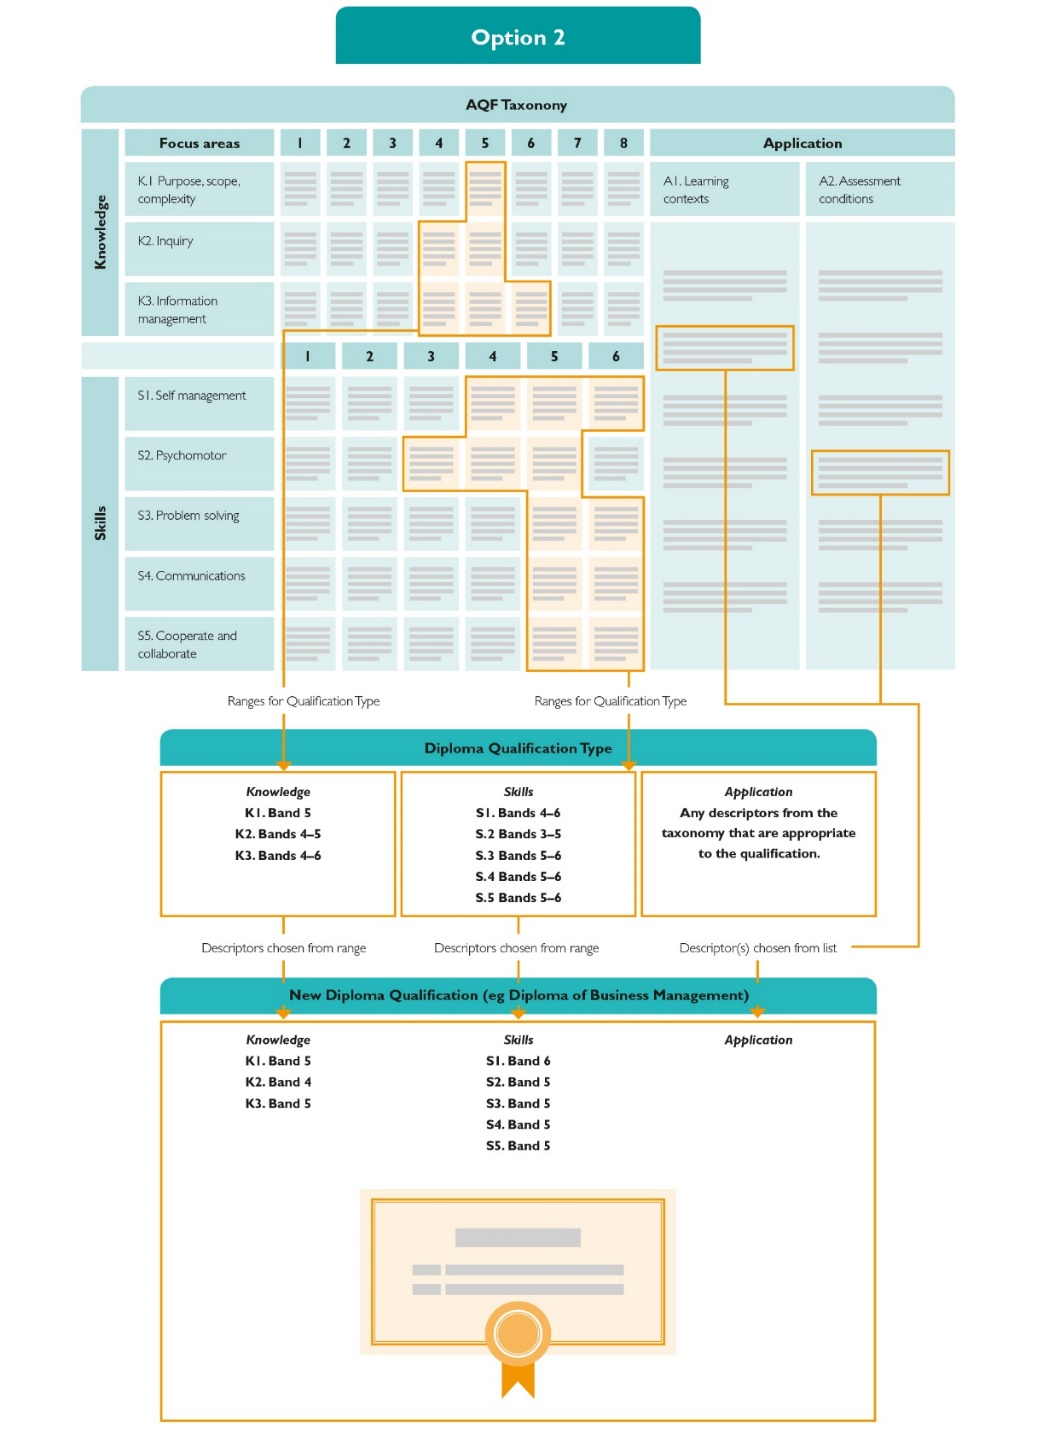 Option 2
AQF Taxonony
Focus areas
1 2 3 4 5 6 7 8
Application
Knowledge
K.1 Purpose, scope,
complexity
K2. Inquiry
K3. Information
management
A1. Learning
contexts
A2. Assessment
conditions
1 2 3 4 5 6
Skills
S1. Self management
S2. Psychomotor
S3. Problem solving
S4. Communications
S5. Cooperate and
collaborate
Ranges for Qualification Type
Ranges for Qualification Type
Diploma Qualification Type
Knowledge
K1. Band 5
K2. Bands 4–5
K3. Bands 4–6
Skills
S1. Bands 4–6
S.2 Bands 3–5
S.3 Bands 5–6
S.4 Bands 5–6
S.5 Bands 5–6
Application
Any descriptors from the
taxonomy that are appropriate
to the qualification.
Descriptors chosen from range
Descriptors chosen from range
Descriptor(s) chosen from list
New Diploma Qualification (eg Diploma of Business Management)
Knowledge
K1. Band 5
K2. Band 4
K3. Band 5
Skills
S1. Band 6
S2. Band 5
S3. Band 5
S4. Band 5
S5. Band 5
Application